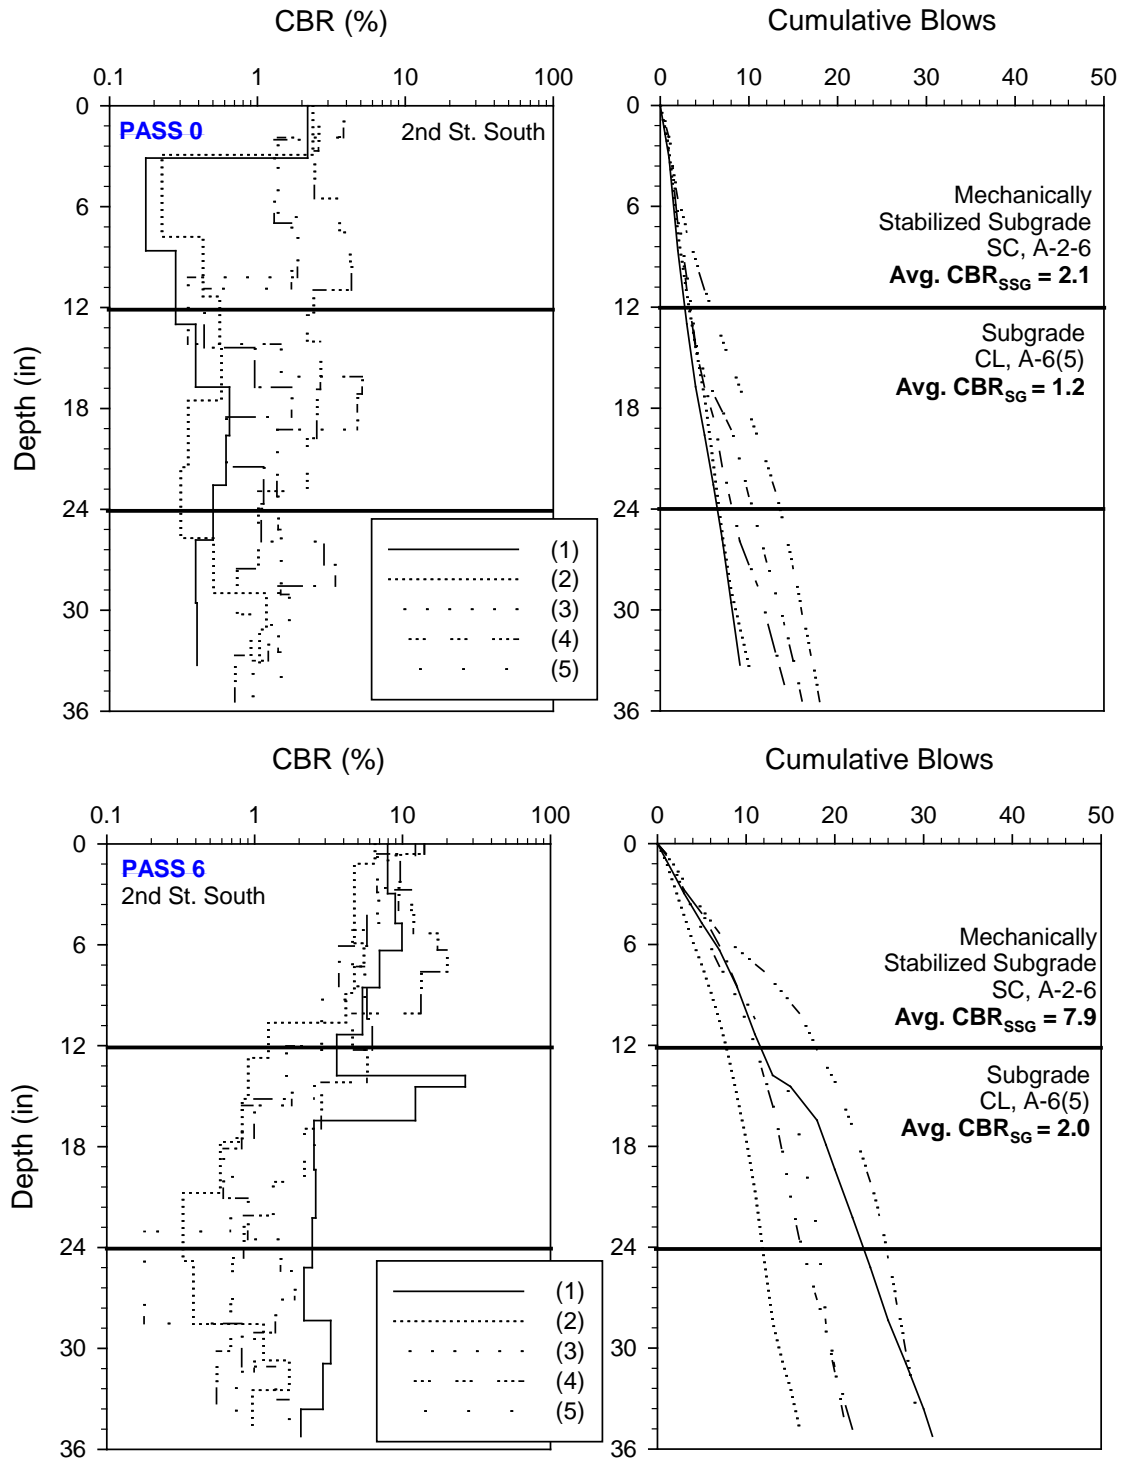 CBR (%)
Cumulative Blows
0.1 1 10 100
0 10 20 30 40 50
PASS 0
2nd St. South
0
6
12
18
24
30
36
Depth (in)
(1)
(2)
(3)
(4)
(5)
0
6
12
18
24
30
36
Mechanically
Stabilized Subgrade
SC, A-2-6
Avg. CBRSSG = 2.1
Subgrade
CL, A-6(5)
Avg. CBRSG = 1.2
CBR (%)
Cumulative Blows
0.1 1 10 100
0 10 20 30 40 50
PASS 6
2nd St. South
0
6
12
18
24
30
36
Depth (in)
(1)
(2)
(3)
(4)
(5)
0
6
12
18
24
30
36
Mechanically
Stabilized Subgrade
SC, A-2-6
Avg. CBRSSG = 7.9
Subgrade
CL, A-6(5)
Avg. CBRSG = 2.0